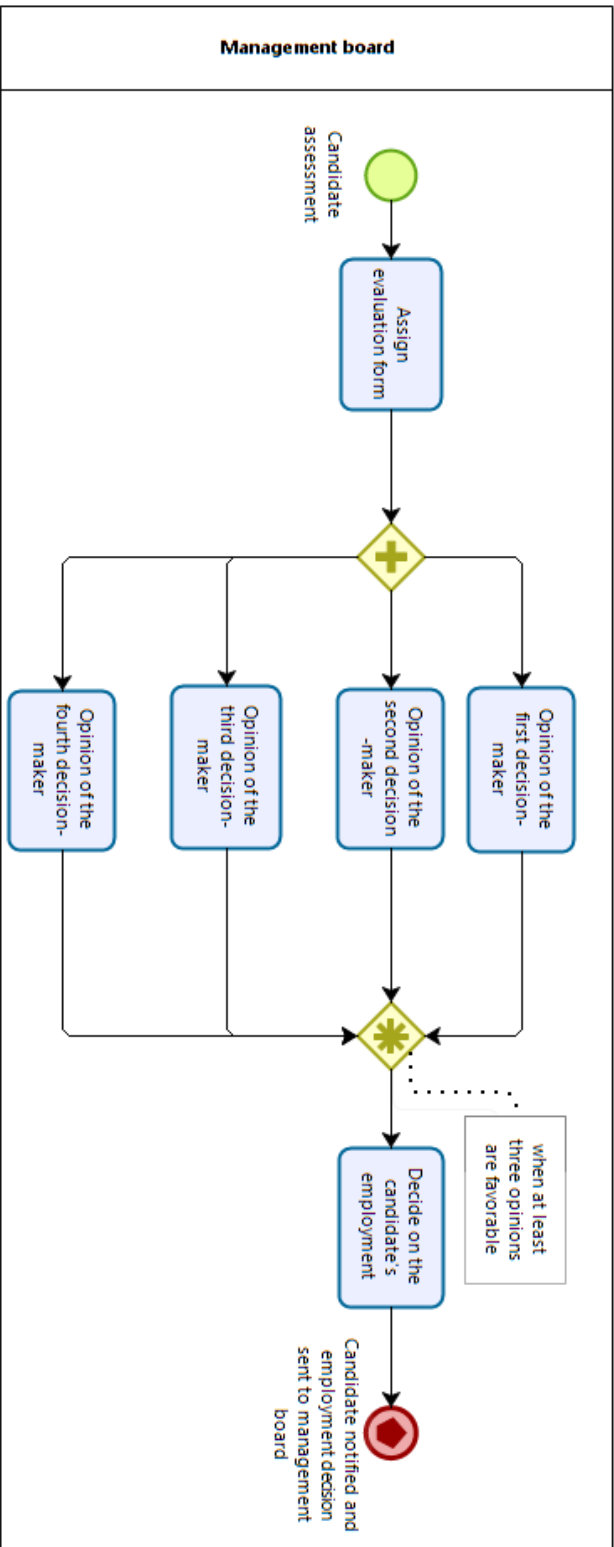 Management board
Candidate
assessment
Assign
evaluation form
Opinion of the
first decision-
maker
Opinion of the
second decision
-maker
Opinion of the
third decision-
maker
Opinion of the
fourth decision-
maker
when at least
three opinions
are favorable
Decide on the
candidate's
employment
Candidate notified and
employment decision
sent to management
board